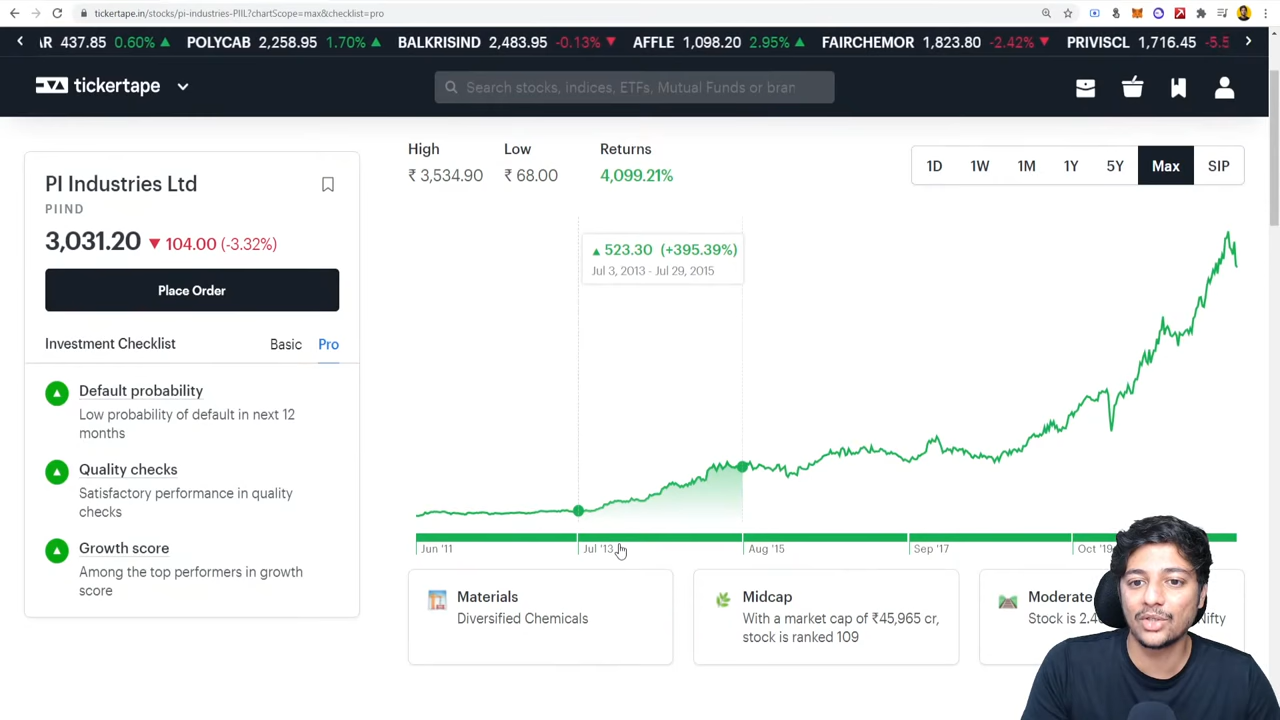 tickertape.in/stocks/pi-industries-PIIL?chartScope=max&checklist=pro
AR 437.85 0.60% ▲ POLYCAB 2,258.95 1.70% ▲ BALKRISIND 2,483.95 -0.13% ▼ AFFLE 1,098.20 2.95% ▲ FAIRCHEMOR 1,823.80 -2.42% ▼ PRIVISCL 1,716.45 -5.5
tickertape
Search stocks, indices, ETFs, Mutual Funds or bran
High Low Returns
₹ 3,534.90 ₹ 68.00 4,099.21%
1D 1W 1M 1Y 5Y Max SIP
PI Industries Ltd
PIIND
3,031.20 ▼ 104.00 (-3.32%)
Place Order
Investment Checklist Basic Pro
Default probability
Low probability of default in next 12
months
Quality checks
Satisfactory performance in quality
checks
Growth score
Among the top performers in growth
score
▲ 523.30 (+395.39%)
Jul 3, 2013 - Jul 29, 2015
Jun '11 Jul '13 Aug '15 Sep '17 Oct '19
Materials
Diversified Chemicals
Midcap
With a market cap of ₹45,965 cr,
stock is ranked 109
Moderate
Stock is Nifty